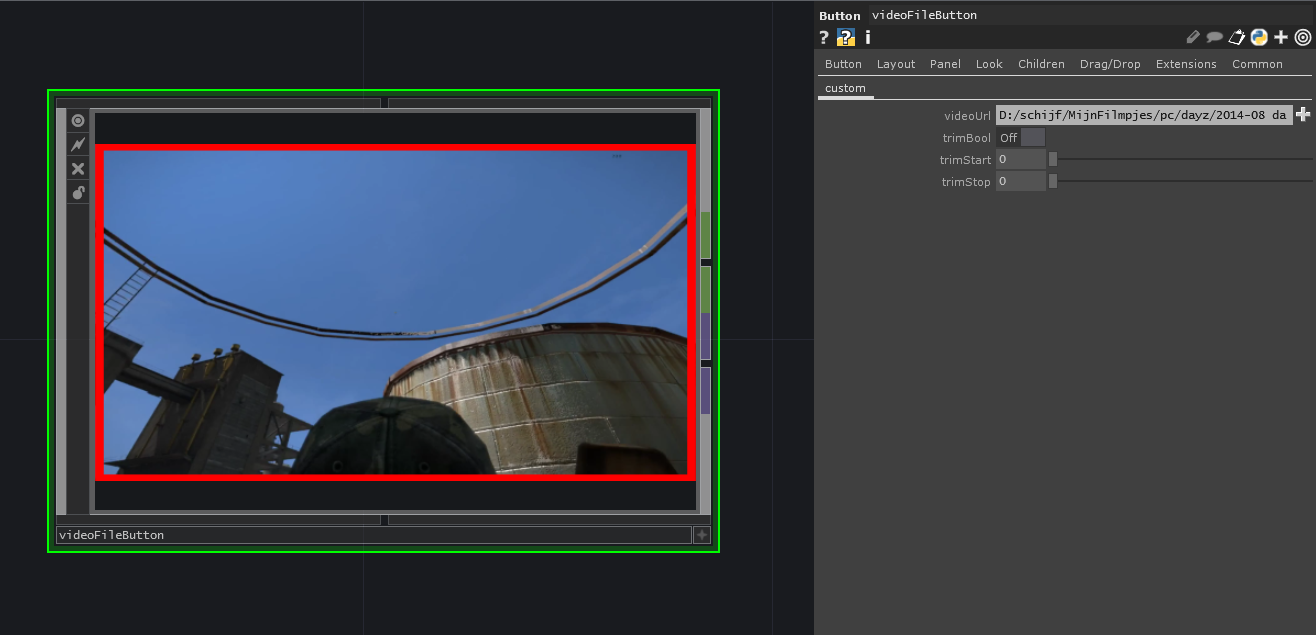 Button videoFileButton
? ? i
Button Layout Panel Look Children Drag/Drop Extensions Common
custom
videoUrl D:/schijf/MijnFilmpjes/pc/dayz/2014-08 da
trimBool Off
trimStart 0
trimStop 0
videoFileButton